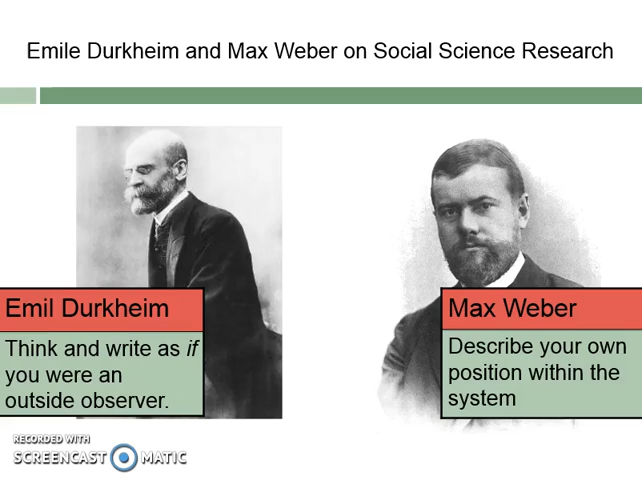 Emile Durkheim and Max Weber on Social Science Research
Emil Durkheim
Think and write as if
you were an
outside observer.
Max Weber
Describe your own
position within the
system
RECORDED WITH
SCREENCAST MATIC